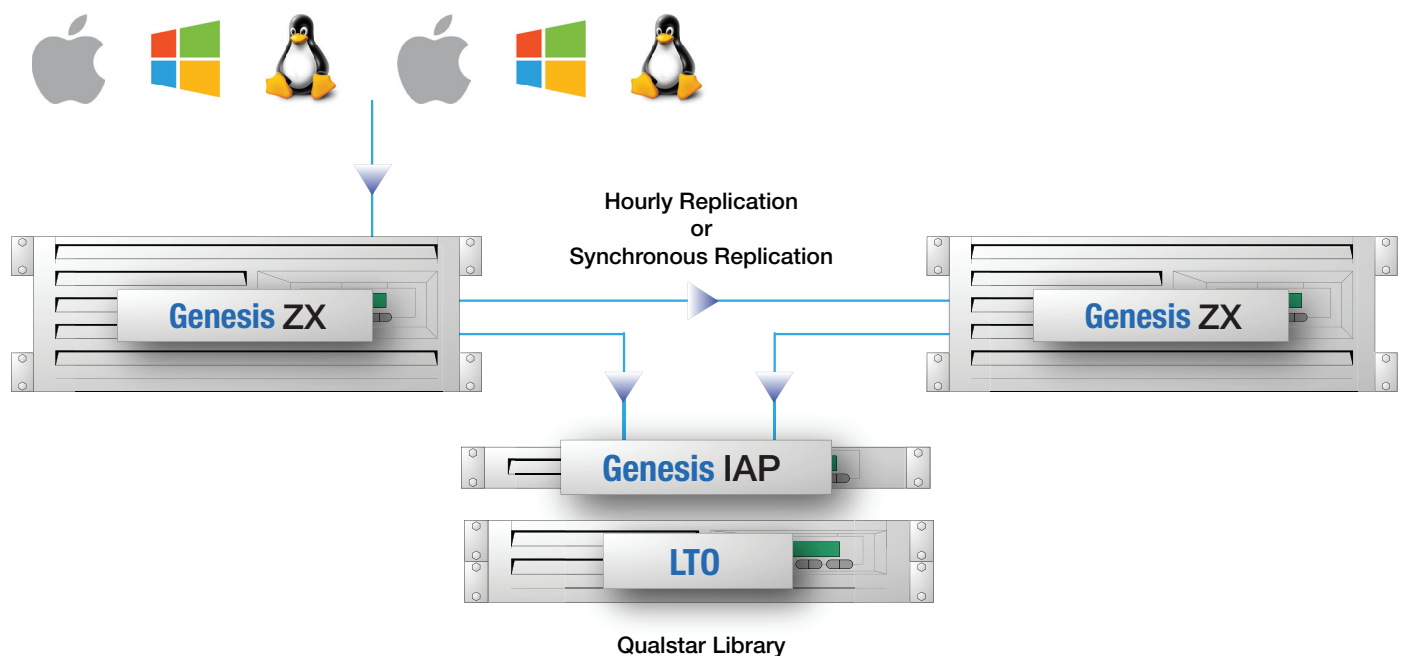 Hourly Replication
or
Synchronous Replication
Genesis ZX
Genesis ZX
Genesis IAP
LTO
Qualstar Library